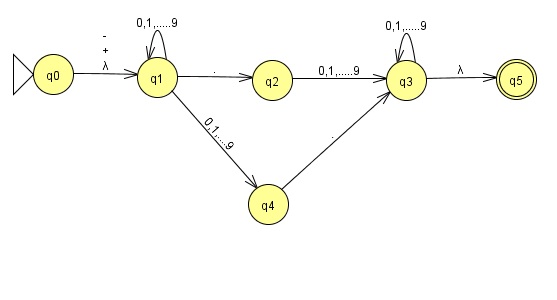 -
+
λ
0,1,.....9
0,1,.....9
q0
q1
.
q2
0,1,.....9
q3
λ
q5
0,1,....9
.
q4